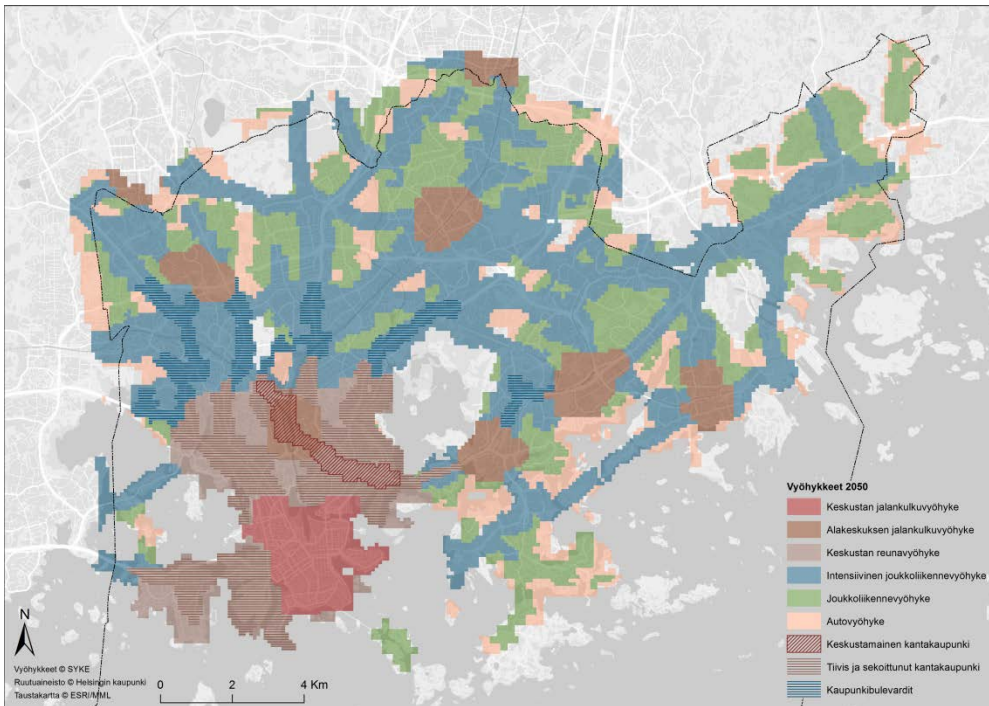 Vyöhykkeet 2050
Keskustan jalankulkuvyöhyke
Alakeskuksen jalankulkuvyöhyke
Keskustan reunavyöhyke
Intensiivinen joukkoliikennevyöhyke
Joukkoliikennevyöhyke
Autovyöhyke
Keskustamainen kantakaupunki
Tiivis ja sekoittunut kantakaupunki
Kaupunkibulevardit
N
Vyöhykkeet © SYKE
Ruutuaineisto © Helsingin kaupunki
Taustakartta © ESRI/MML
0 2 4 Km